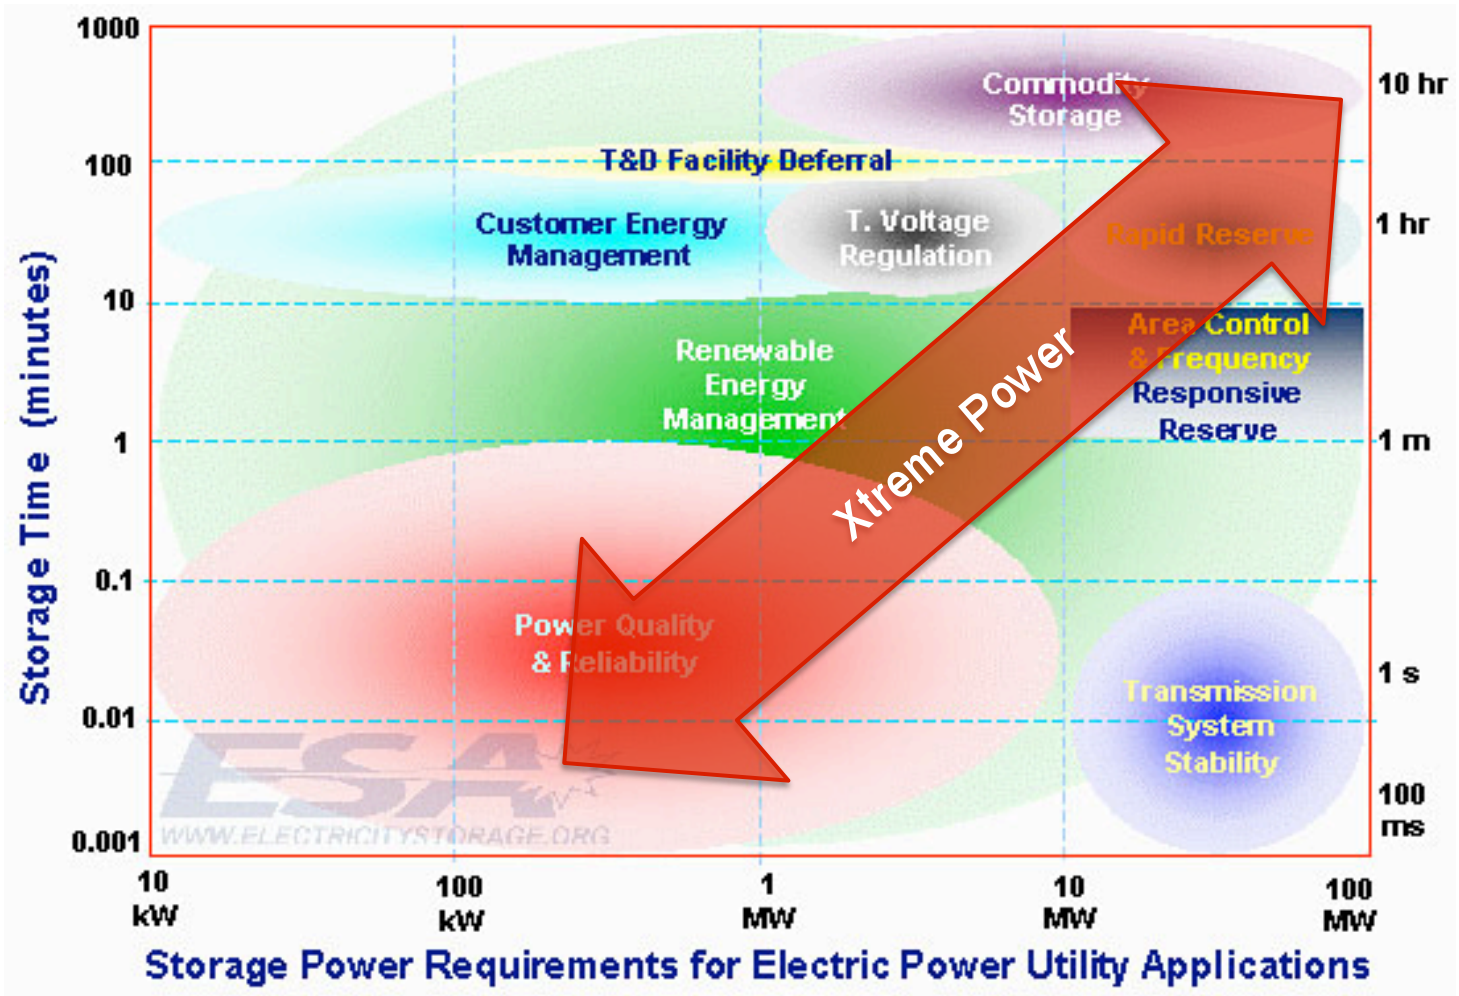 1000
100
10
1
0.1
0.01
0.001
Storage Time (minutes)
Commodity
Storage
T&D Facility Deferral
Customer Energy
Management
T. Voltage
Regulation
Rapid Reserve
Renewable
Energy
Management
Area Control
& Frequency
Responsive
Reserve
Xtreme Power
Power Quality
& Reliability
Transmission
System
Stability
ESA
WWW.ELECTRICITYSTORAGE.ORG
10 hr
1 hr
1 m
1 s
100
ms
10
kW
100
kW
1
MW
10
MW
100
MW
Storage Power Requirements for Electric Power Utility Applications